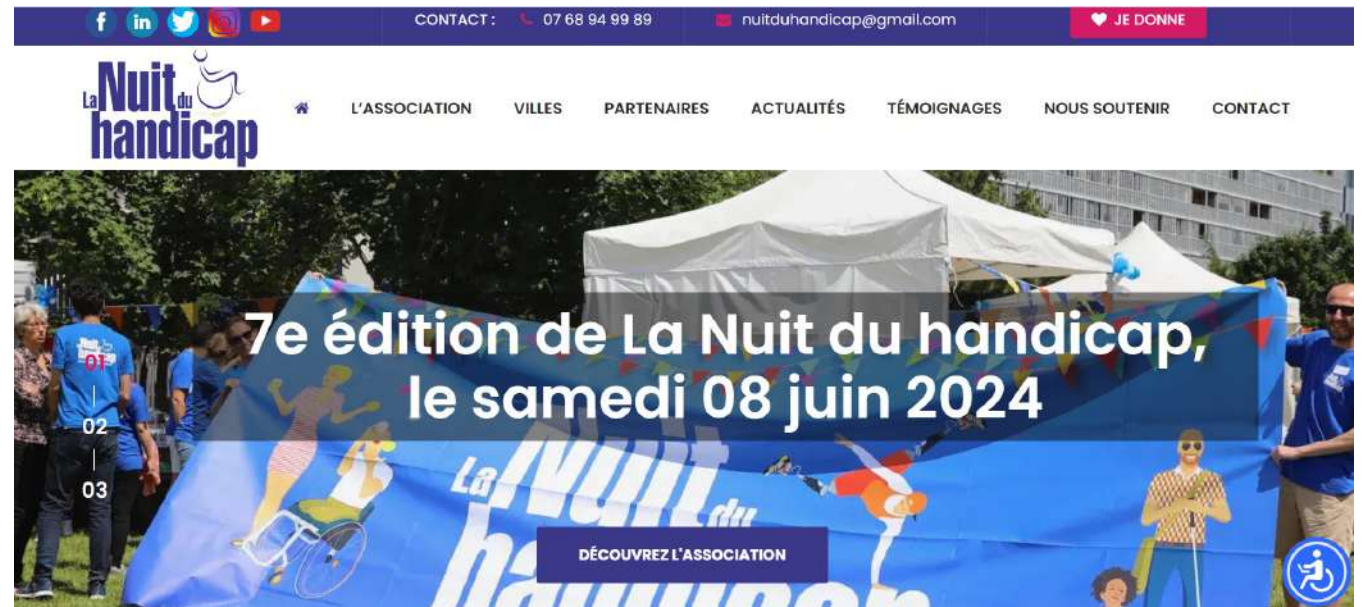 CONTACT : 07 68 94 99 89 nuitduhandicap@gmail.com JE DONNE
La Nuit du
handicap
L'ASSOCIATION VILLES PARTENAIRES ACTUALITÉS TÉMOIGNAGES NOUS SOUTENIR CONTACT
7e édition de La Nuit du handicap,
le samedi 08 juin 2024
01
02
03
La Nuit du
handicap
DÉCOUVREZ L'ASSOCIATION